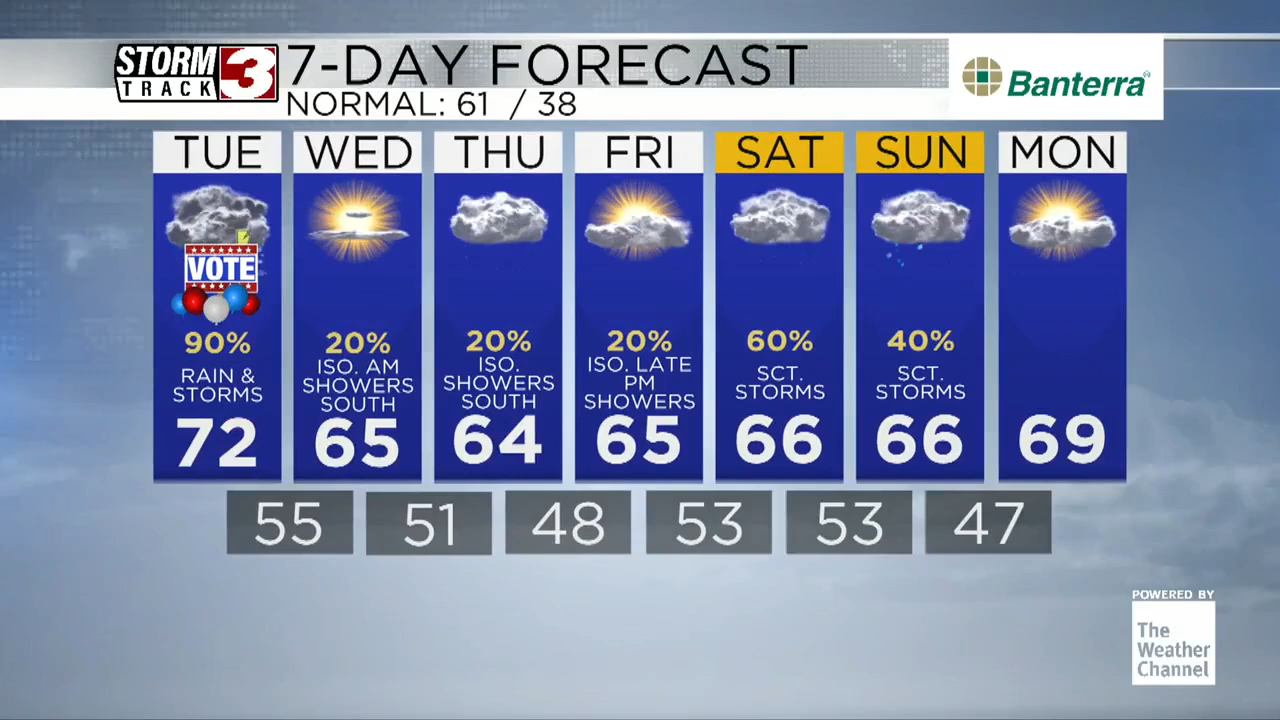 STORM
TRACK
3
7-DAY FORECAST
NORMAL: 61 / 38
Banterra
TUE
WED
THU
FRI
SAT
SUN
MON
VOTE
90%
RAIN &
STORMS
72
20%
ISO. AM
SHOWERS
SOUTH
65
20%
ISO.
SHOWERS
SOUTH
64
20%
ISO. LATE
PM
SHOWERS
65
60%
SCT.
STORMS
66
40%
SCT.
STORMS
66
69
55
51
48
53
53
47
POWERED BY
The
Weather
Channel